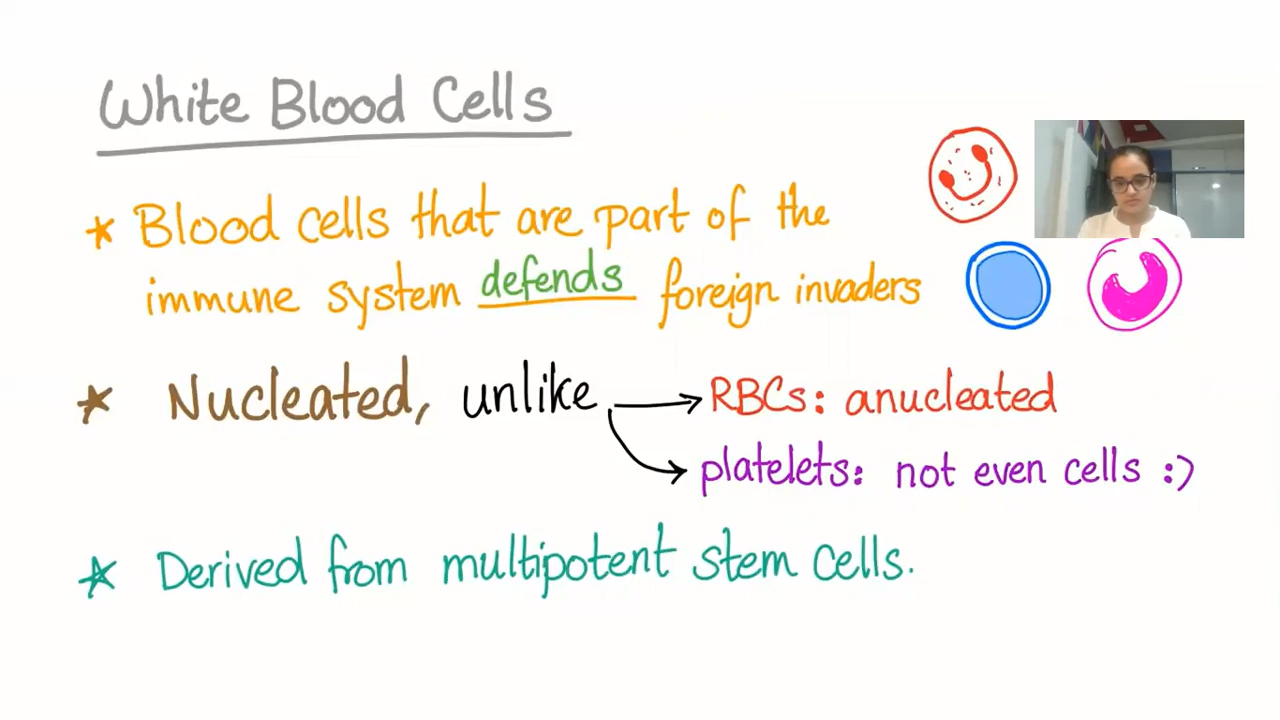 White Blood Cells
★ Blood cells that are part of the
immune system defends foreign invaders
★ Nucleated, unlike → RBCs: anucleated
→ platelets: not even cells :)
★ Derived from multipotent stem cells.